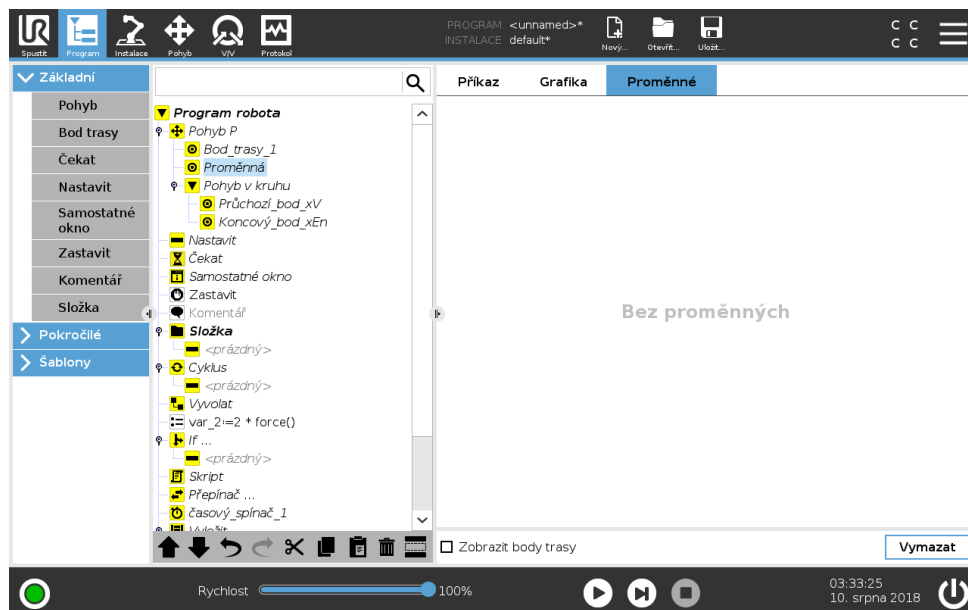 PROGRAM <unnamed>*
INSTALACE default*
Spustit Program Instalace Pohyb V/V Protokol Nový... Otevřít... Uložit...
C C
C C
Základní
Pohyb
Bod trasy
Čekat
Nastavit
Samostatné
okno
Zastavit
Komentář
Složka
Pokročilé
Šablony
Program robota
Pohyb P
Bod_trasy_1
Proměnná
Pohyb v kruhu
Průchozí_bod_xV
Koncový_bod_xEn
Nastavit
Čekat
Samostatné okno
Zastavit
Komentář
Složka
<prázdný>
Cyklus
<prázdný>
Vyvolat
var_2:=2 * force()
If ...
<prázdný>
Skript
Přepínač ...
časový_spínač_1
Vyložit
Příkaz Grafika Proměnné
Bez proměnných
Zobrazit body trasy Vymazat
Rychlost 100%
03:33:25
10. srpna 2018